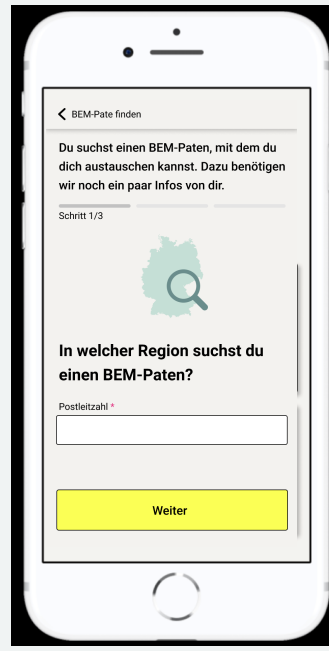 BEM-Pate finden
Du suchst einen BEM-Paten, mit dem du
dich austauschen kannst. Dazu benötigen
wir noch ein paar Infos von dir.
Schritt 1/3
In welcher Region suchst du
einen BEM-Paten?
Postleitzahl *
Weiter